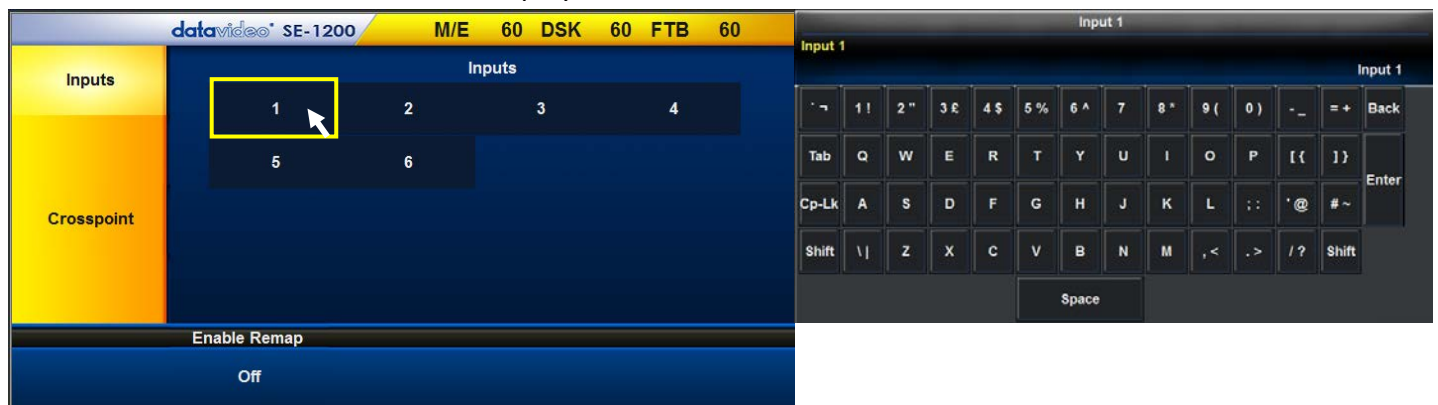 datavideo® SE-1200 M/E 60 DSK 60 FTB 60
Inputs
Crosspoint
Inputs
1 2 3 4
5 6
Enable Remap
Off
Input 1
Input 1
Input 1
1 ! 2 " 3 £ 4 $ 5 % 6 ^ 7 8 * 9 ( 0 ) - _ = + Back
Tab Q W E R T Y U I O P [ { ] } Enter
Cp-Lk A S D F G H J K L ; : ' @ # ~
Shift \ | Z X C V B N M , < . > / ? Shift
Space